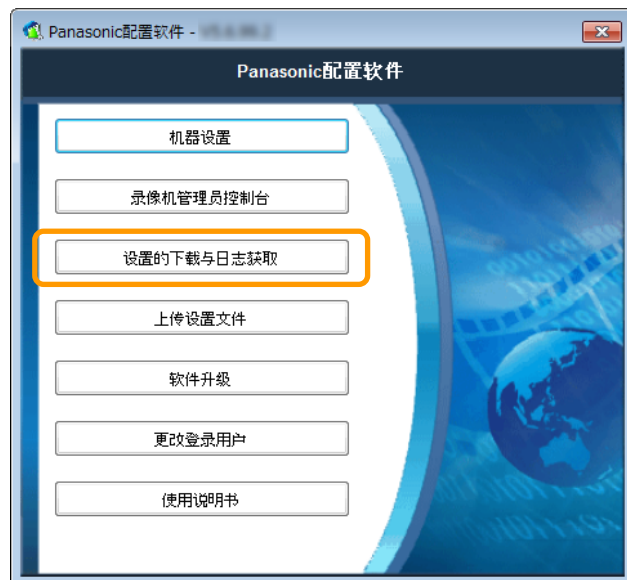 Panasonic配置软件 -
Panasonic配置软件
机器设置
录像机管理员控制台
设置的下载与日志获取
上传设置文件
软件升级
更改登录用户
使用说明书